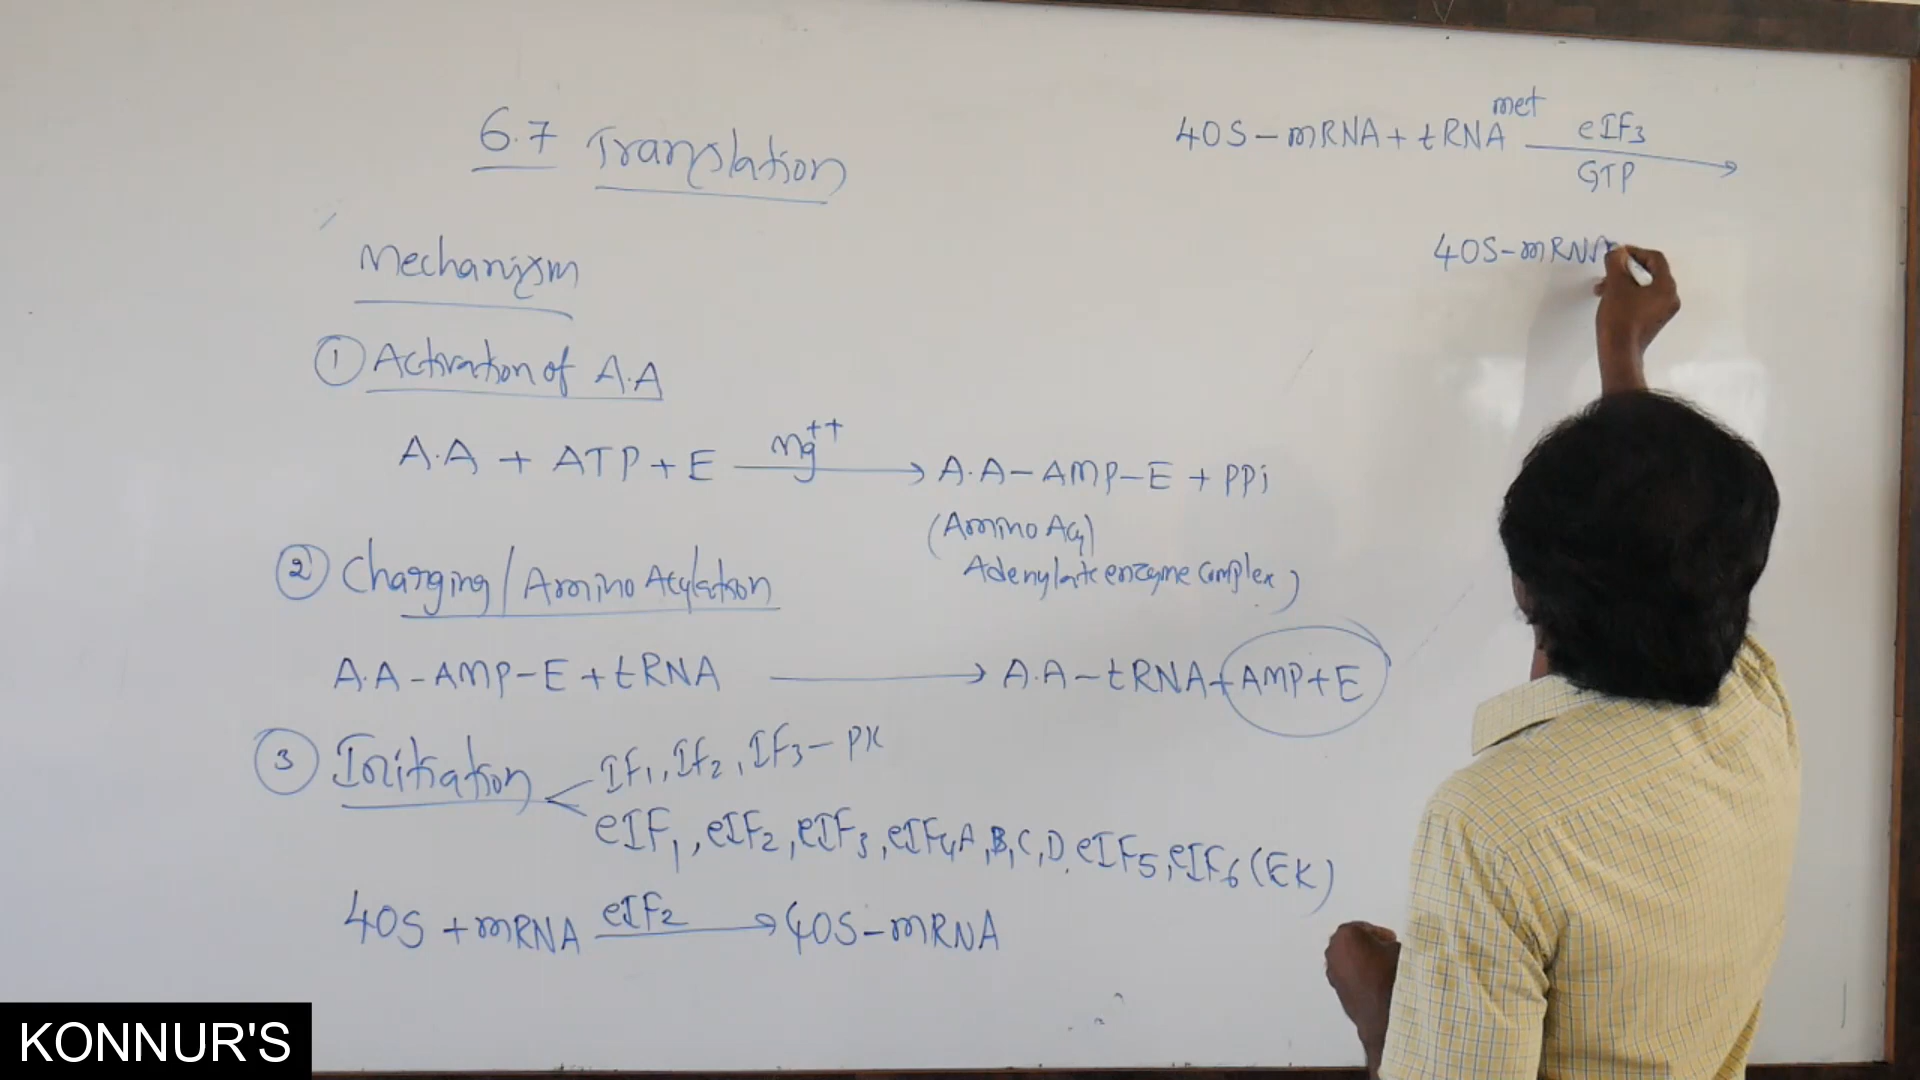 6.7 Translation
Mechanism
① Activation of A.A
A.A + ATP + E Mg++ → A.A - AMP - E + PPi
(Amino Acyl
Adenylate enzyme complex)
② Charging / Amino Acylation
A.A - AMP - E + tRNA → A.A - tRNA + AMP + E
③ Initiation < IF1, IF2, IF3 - PK
eIF1, eIF2, eIF3, eIF4A, B, C, D, eIF5, eIF6 (EK)
40S + mRNA eIF2 → 40S - mRNA
40S - mRNA + tRNA met eIF3 → GTP
40S - mRNA
KONNUR'S